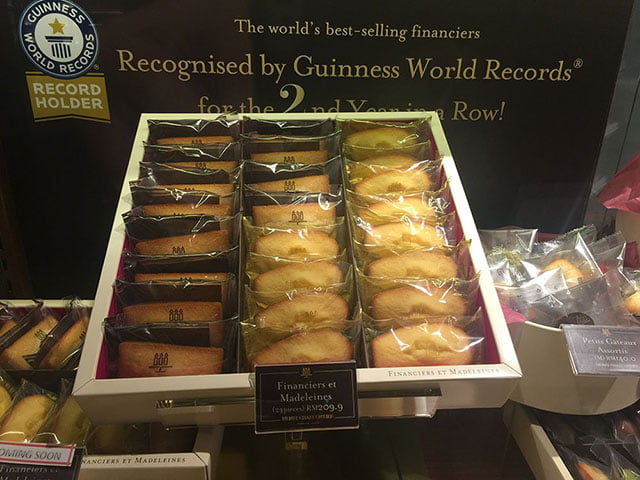 GUINNESS
WORLD RECORDS
RECORD
HOLDER
The world's best-selling financiers
Recognised by Guinness World Records®
for the 2nd Year in a Row!
FINANCIERS ET MADELEINES
Financiers et
Madeleines
(24pieces) RM209.9
Petits Gateaux
Assortis
OMING SOON
Financiers et
FINANCIERS ET MADELEINES